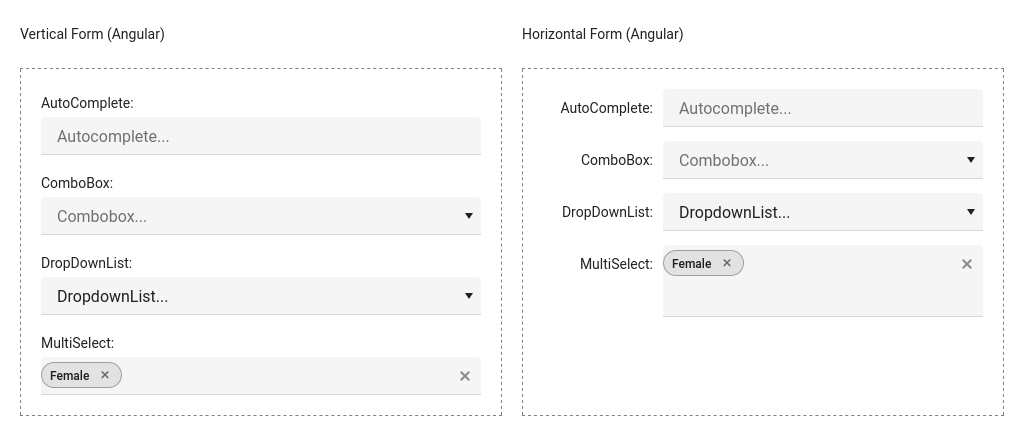 Vertical Form (Angular)
AutoComplete:
Autocomplete...
ComboBox:
Combobox...
DropDownList:
DropdownList...
MultiSelect:
Female
Horizontal Form (Angular)
AutoComplete: Autocomplete...
ComboBox: Combobox...
DropDownList: DropdownList...
MultiSelect: Female